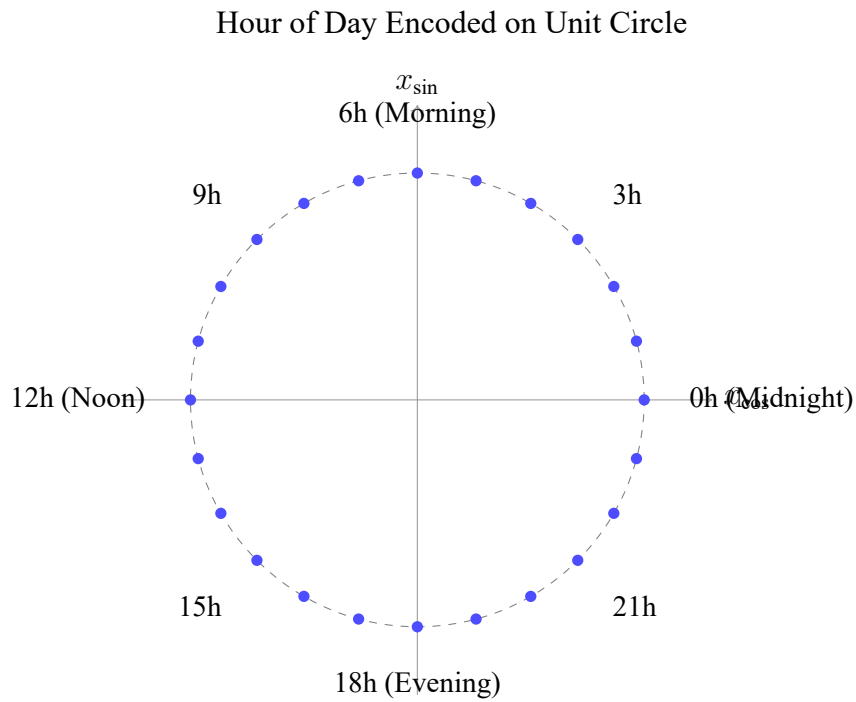 Hour of Day Encoded on Unit Circle
x_sin
6h (Morning)
9h
3h
12h (Noon)
0h (Midnight)
x_cos
15h
21h
18h (Evening)